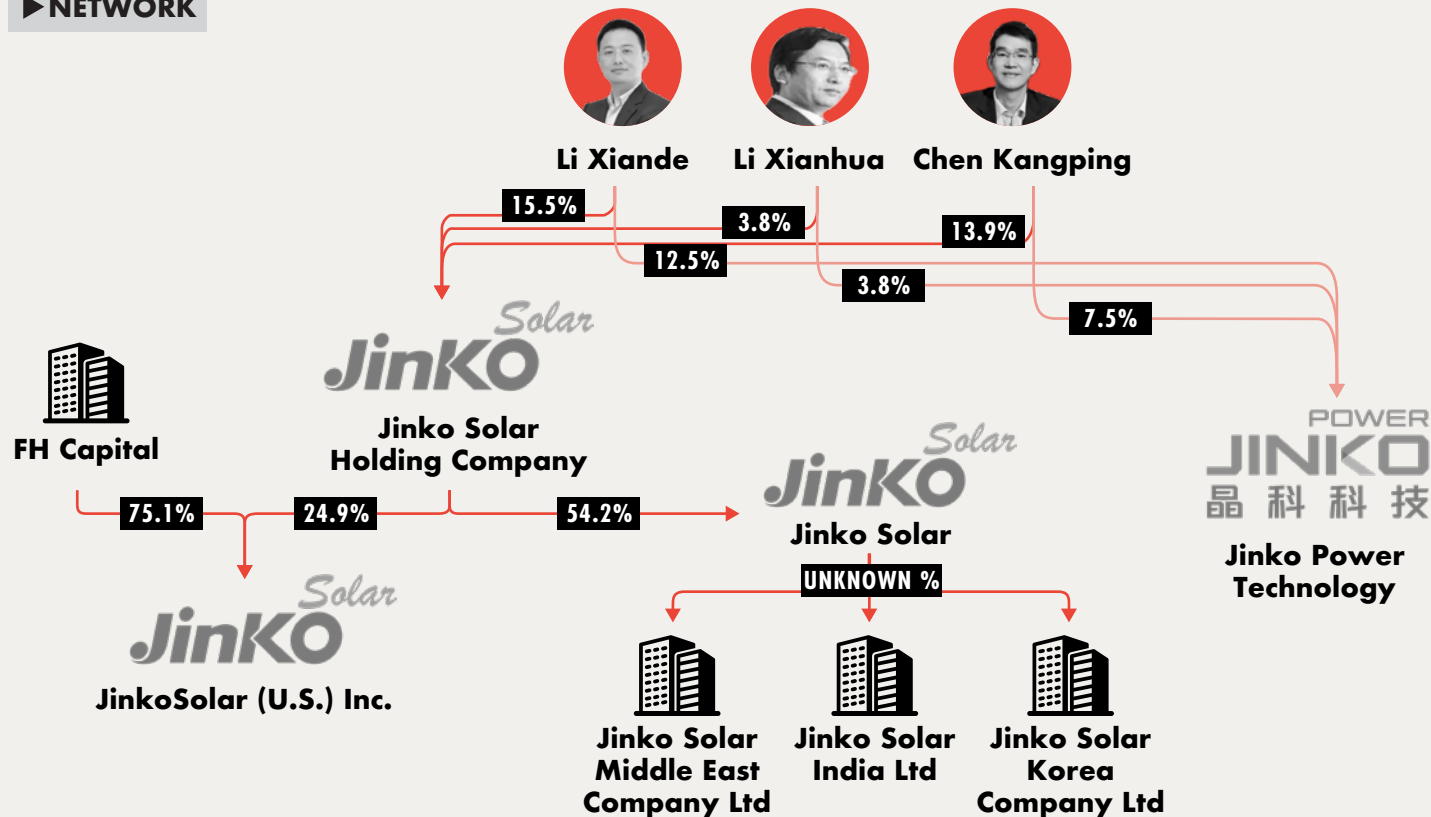 ▶NETWORK
Li Xiande
Li Xianhua
Chen Kangping
15.5%
3.8%
13.9%
12.5%
3.8%
7.5%
Solar
JinKO
Jinko Solar
Holding Company
FH Capital
75.1%
24.9%
54.2%
Solar
JinKO
Jinko Solar
POWER
JINKO
晶科科技
Jinko Power
Technology
UNKNOWN %
Solar
JinKO
JinkoSolar (U.S.) Inc.
Jinko Solar
Middle East
Company Ltd
Jinko Solar
India Ltd
Jinko Solar
Korea
Company Ltd